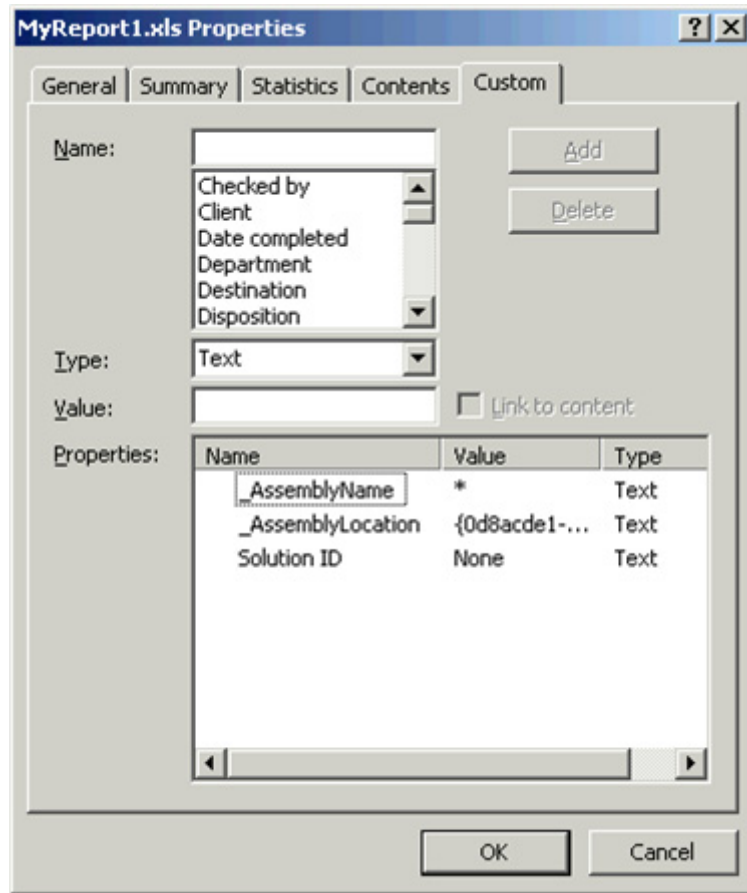 MyReport1.xls Properties
General Summary Statistics Contents Custom
Name: Add
Checked by
Client Delete
Date completed
Department
Destination
Disposition
Type: Text
Value: Link to content
Properties: Name Value Type
_AssemblyName * Text
_AssemblyLocation {0d8acde1-... Text
Solution ID None Text
OK Cancel